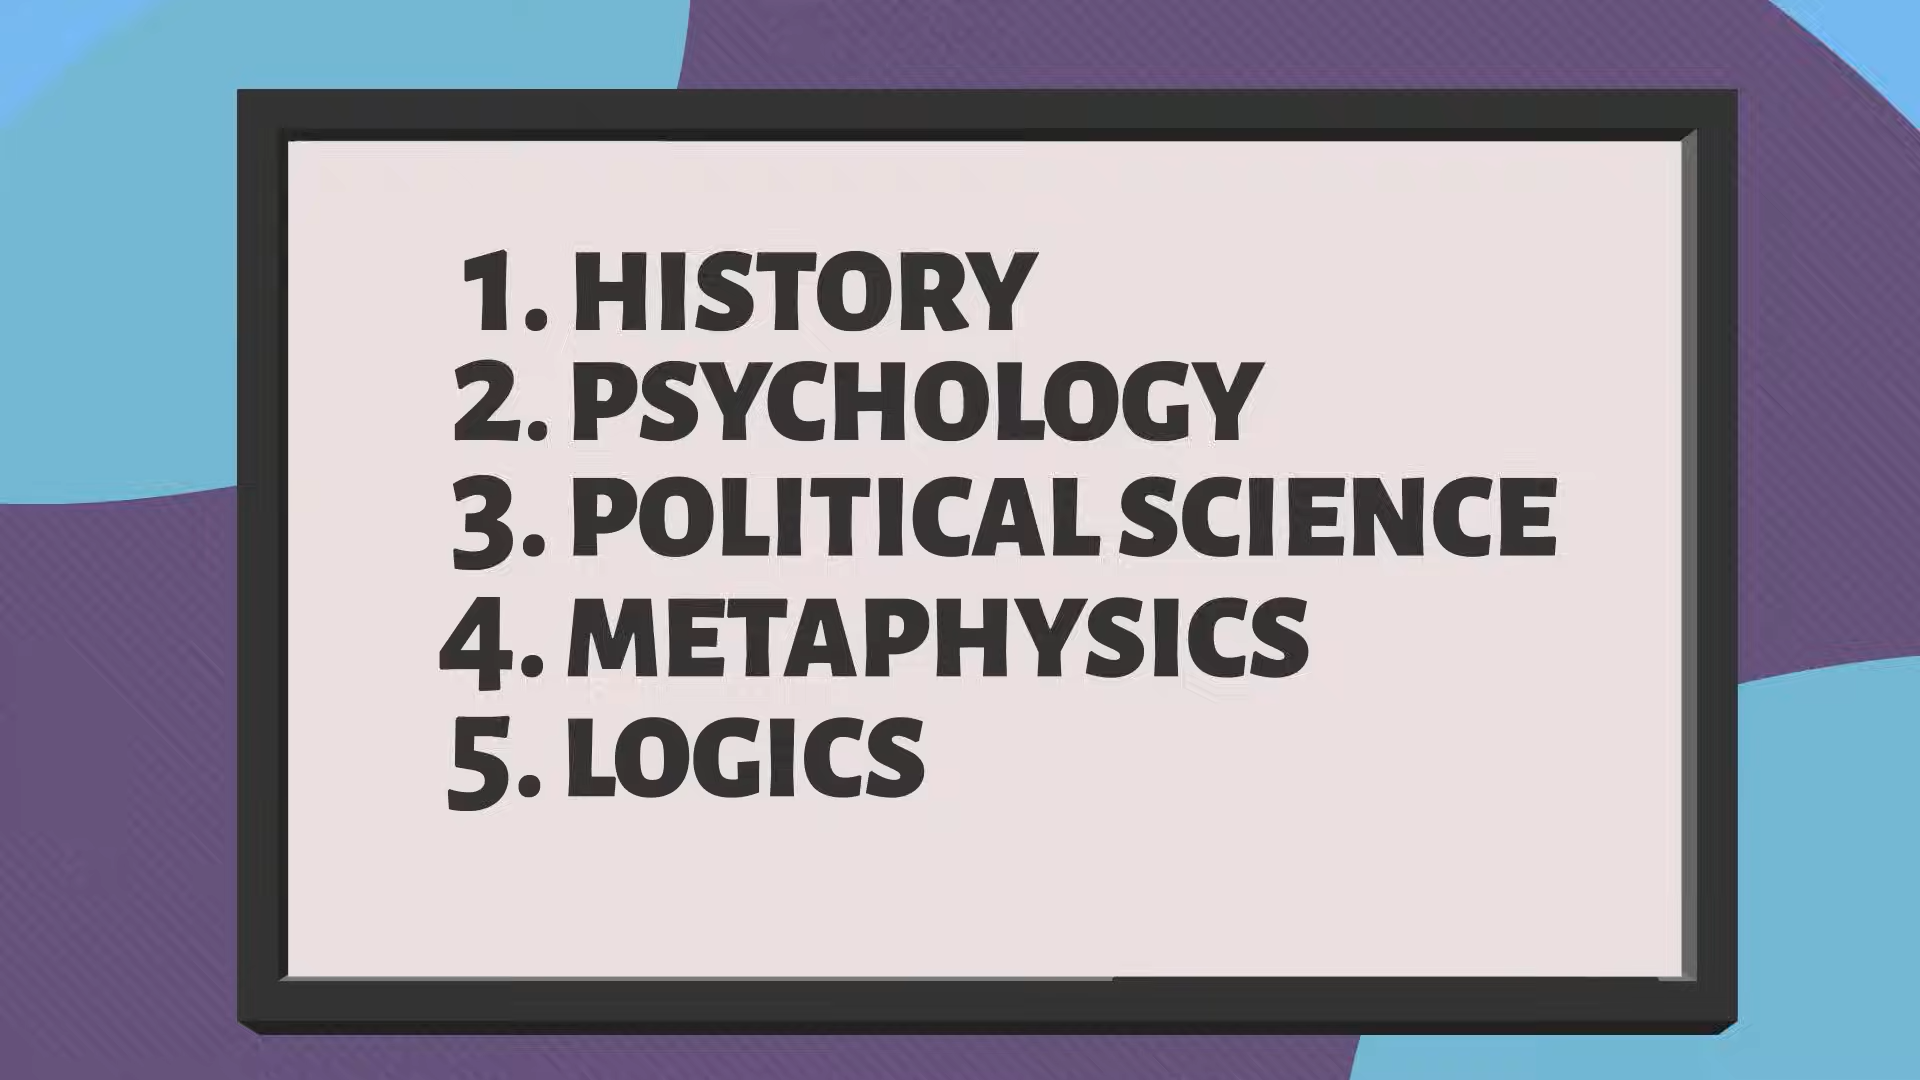 1. HISTORY
2. PSYCHOLOGY
3. POLITICAL SCIENCE
4. METAPHYSICS
5. LOGICS